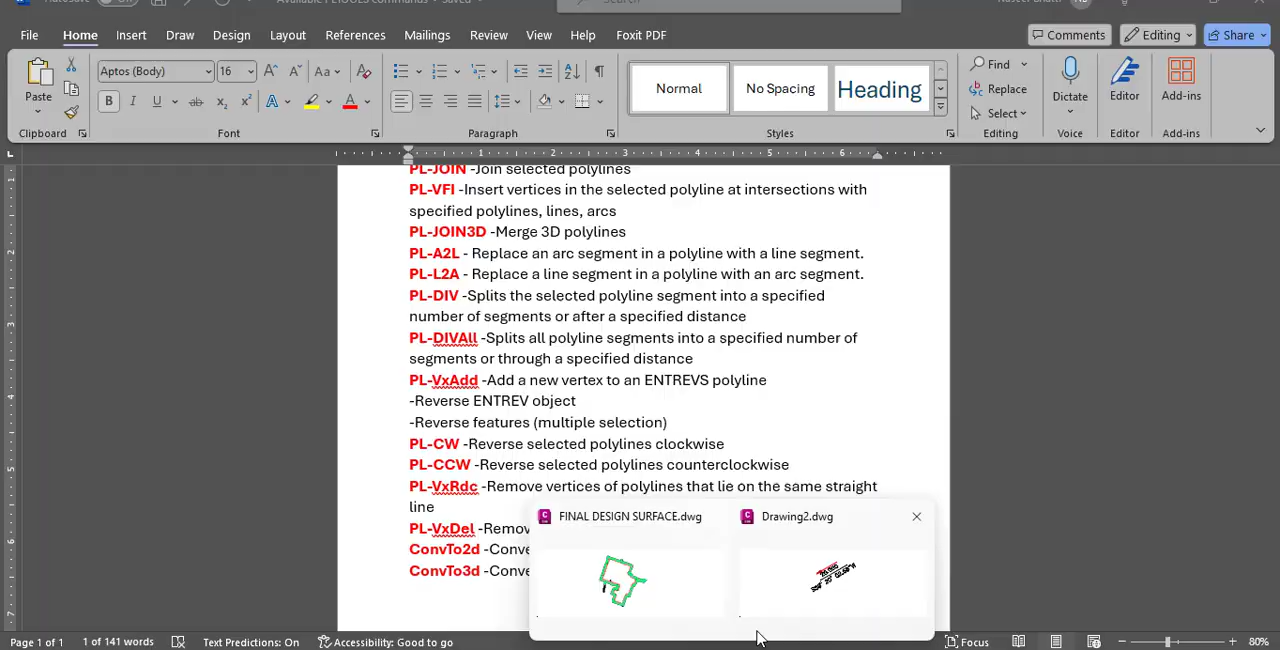 File Home Insert Draw Design Layout References Mailings Review View Help Foxit PDF Comments Editing Share
Paste
Aptos (Body) 16
Normal No Spacing Heading
Find
Replace
Select
Dictate Editor Add-ins
Clipboard Font Paragraph Styles Editing Voice Editor Add-ins
1 2 3 4 5 6
PL-JOIN -Join selected polylines
PL-VFI -Insert vertices in the selected polyline at intersections with
specified polylines, lines, arcs
PL-JOIN3D -Merge 3D polylines
PL-A2L - Replace an arc segment in a polyline with a line segment.
PL-L2A - Replace a line segment in a polyline with an arc segment.
PL-DIV -Splits the selected polyline segment into a specified
number of segments or after a specified distance
PL-DIVAll -Splits all polyline segments into a specified number of
segments or through a specified distance
PL-VxAdd -Add a new vertex to an ENTREVS polyline
-Reverse ENTREV object
-Reverse features (multiple selection)
PL-CW -Reverse selected polylines clockwise
PL-CCW -Reverse selected polylines counterclockwise
PL-VxRdc -Remove vertices of polylines that lie on the same straight
line
PL-VxDel -Remov
ConvTo2d -Conve
ConvTo3d -Conve
FINAL DESIGN SURFACE.dwg Drawing2.dwg
Page 1 of 1 1 of 141 words Text Predictions: On Accessibility: Good to go Focus 80%